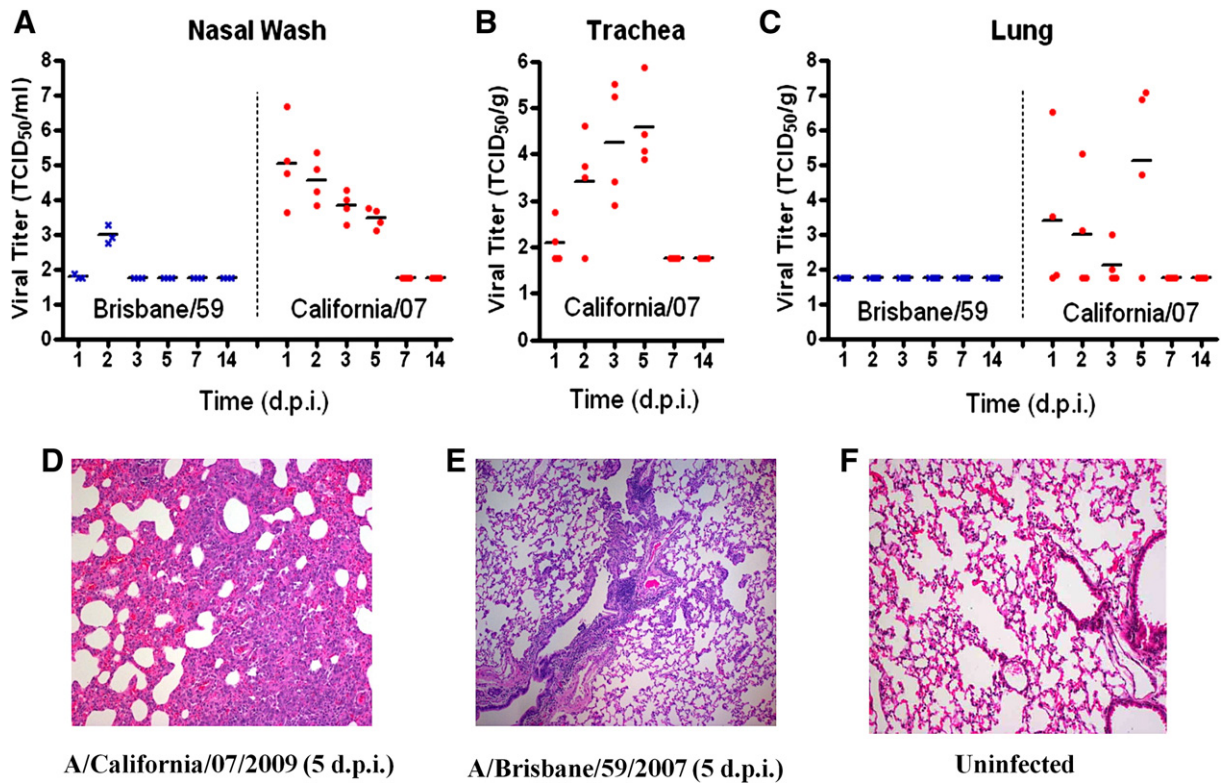 A
Nasal Wash
Viral Titer (TCID50/ml)
8
7
6
5
4
3
2
1
0
Brisbane/59
California/07
1 2 3 5 7 14 1 2 3 5 7 14
Time (d.p.i.)
B
Trachea
Viral Titer (TCID50/g)
6
5
4
3
2
1
0
California/07
1 2 3 5 7 14
Time (d.p.i.)
C
Lung
Viral Titer (TCID50/g)
8
7
6
5
4
3
2
1
0
Brisbane/59
California/07
1 2 3 5 7 14 1 2 3 5 7 14
Time (d.p.i.)
D
A/California/07/2009 (5 d.p.i.)
E
A/Brisbane/59/2007 (5 d.p.i.)
F
Uninfected